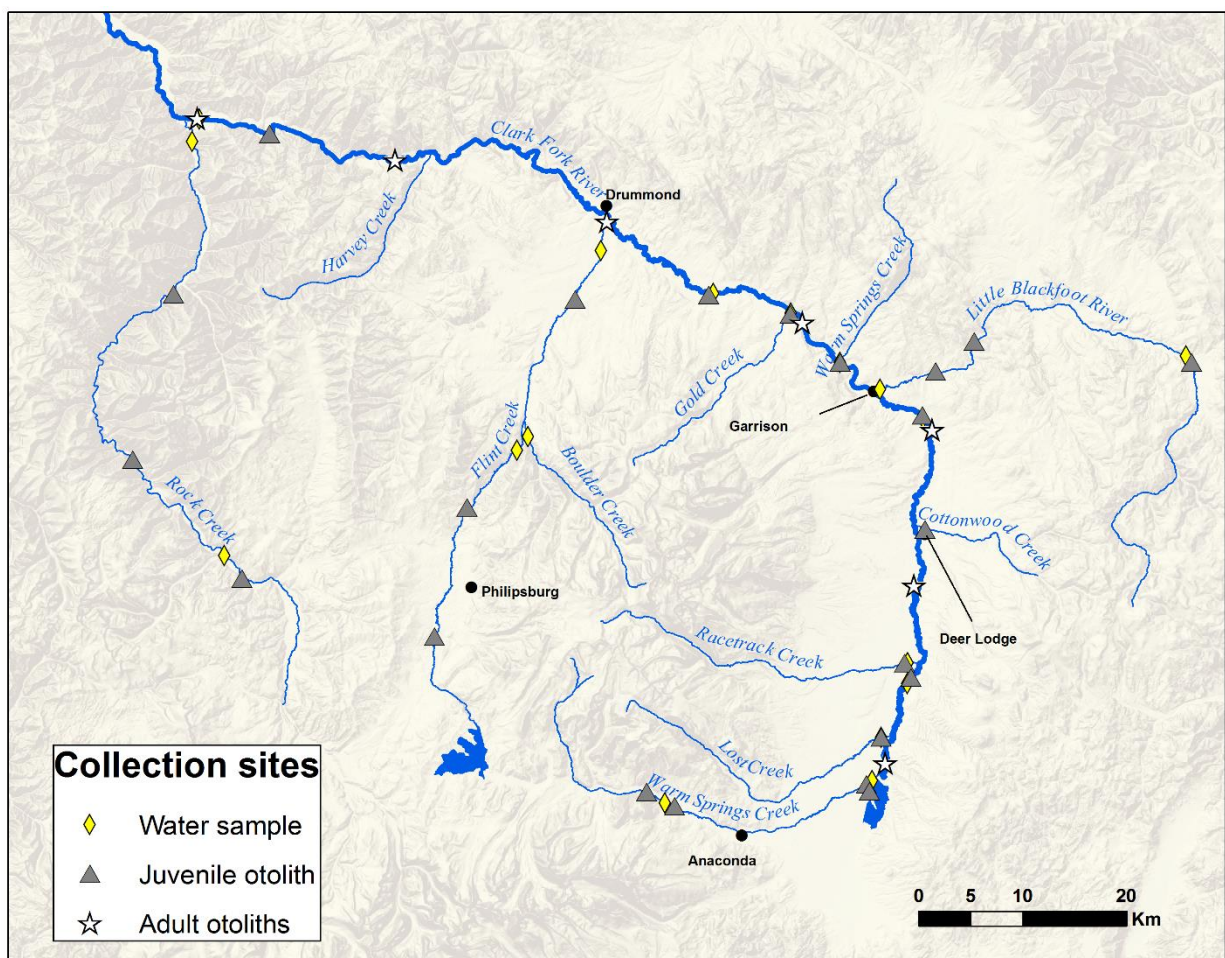 Clark Fork River
Drummond
Harvey Creek
Warm Springs Creek
Little Blackfoot River
Gold Creek
Garrison
Flint Creek
Boulder Creek
Rock Creek
Cottonwood Creek
Philipsburg
Deer Lodge
Racetrack Creek
Lost Creek
Warm Springs Creek
Anaconda
Collection sites
Water sample
Juvenile otolith
Adult otoliths
0 5 10 20
Km